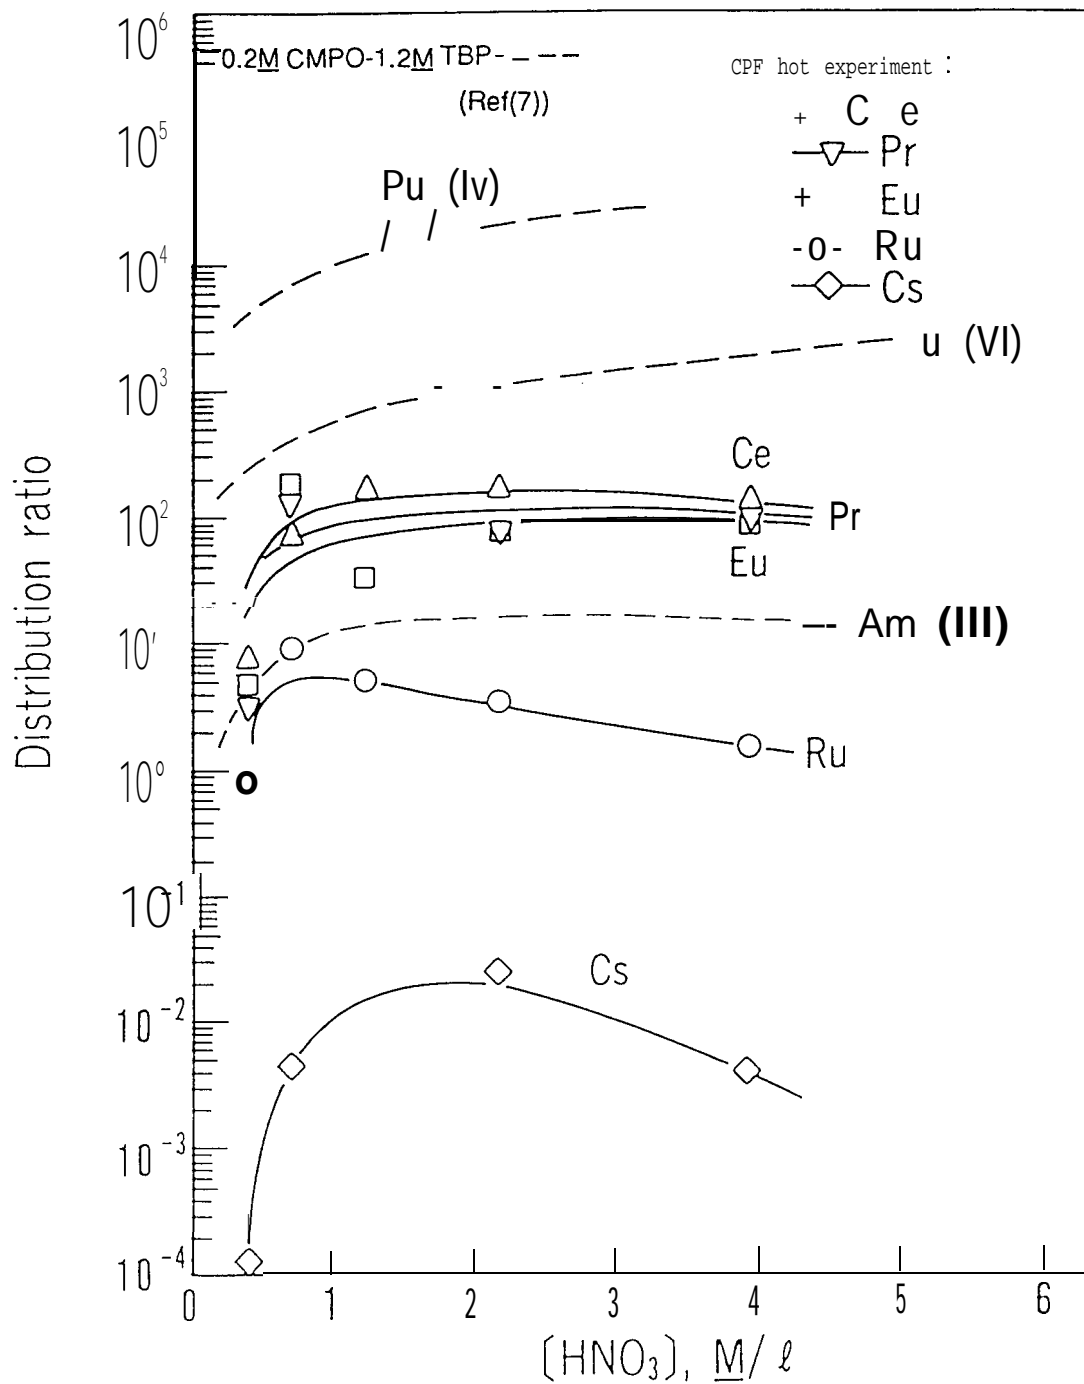 10⁶
0.2M CMPO-1.2M TBP- — — —
(Ref(7))
CPF hot experiment :
+ C e
Pr
+ Eu
-o- Ru
Cs
10⁵
Pu (Iv)
10⁴
u (VI)
10³
Ce
10²
Pr
Eu
10'
Am (III)
Ru
10⁰
10⁻¹
Cs
10⁻²
10⁻³
10⁻⁴
Distribution ratio
0 1 2 3 4 5 6
[HNO₃], M/ℓ